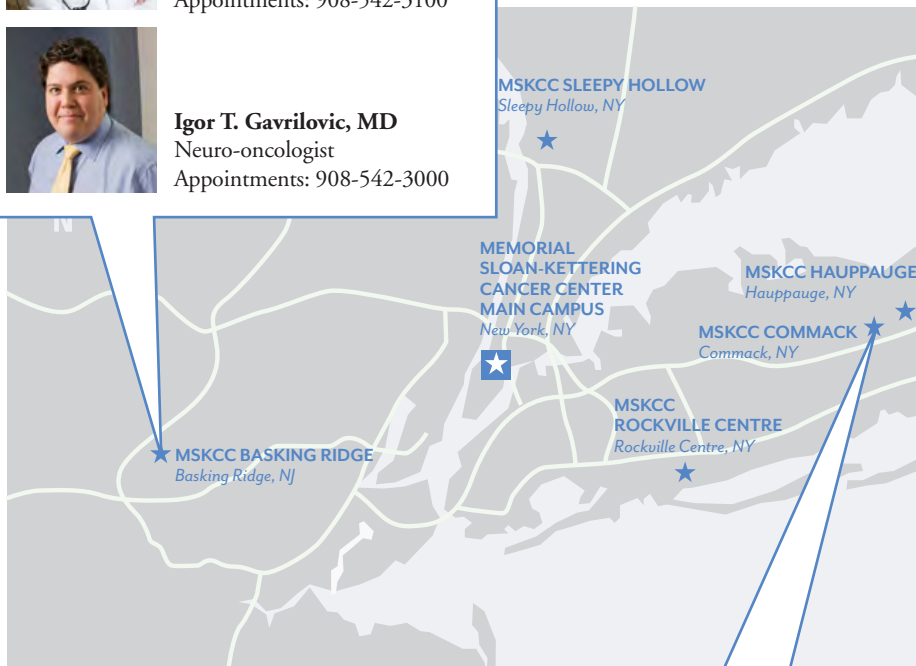 Appointments: 908-542-3100
Igor T. Gavrilovic, MD
Neuro-oncologist
Appointments: 908-542-3000
N
MSKCC SLEEPY HOLLOW
Sleepy Hollow, NY
MEMORIAL
SLOAN-KETTERING
CANCER CENTER
MAIN CAMPUS
New York, NY
MSKCC HAUPPAUGE
Hauppauge, NY
MSKCC COMMACK
Commack, NY
MSKCC
ROCKVILLE CENTRE
Rockville Centre, NY
MSKCC BASKING RIDGE
Basking Ridge, NJ